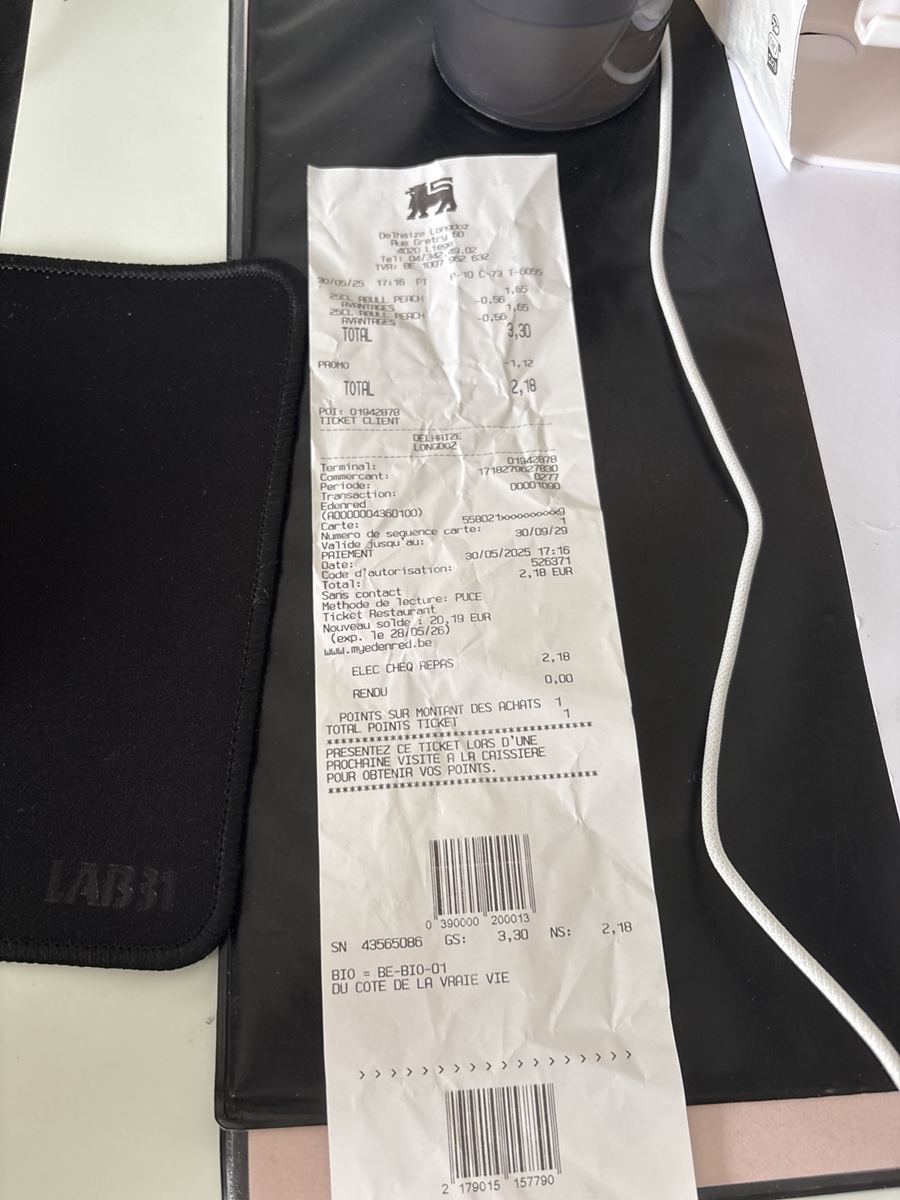 Delhaize Longdoz
Rue Gretry 60
4020 Liege
Tel: 04/342.49.02
TVA: BE 1007 962 632
30/05/25 17:16 PT P-10 C-73 T-6055
25CL RBULL PEACH 1,65
AVANTAGES -0,56
25CL RBULL PEACH 1,65
AVANTAGES -0,56
TOTAL 3,30
PROMO -1,12
TOTAL 2,18
POI: 01942878
TICKET CLIENT
DELHAIZE
LONGDOZ
Terminal: 01942878
Commercant: 1718279627830
Periode: 0277
Transaction: 00001090
Edenred
(A0000004360100)
Carte: 558021xxxxxxxxx9
Numero de sequence carte: 1
Valide jusqu'au: 30/09/29
PAIEMENT
Date: 30/05/2025 17:16
Code d'autorisation: 526371
Total: 2,18 EUR
Sans contact
Methode de lecture: PUCE
Ticket Restaurant
Nouveau solde : 20,19 EUR
(exp. le 28/05/26)
www.myedenred.be
ELEC CHEQ REPAS 2,18
RENDU 0,00
POINTS SUR MONTANT DES ACHATS 1
TOTAL POINTS TICKET 1
****************************************
PRESENTEZ CE TICKET LORS D'UNE
PROCHAINE VISITE A LA CAISSIERE
POUR OBTENIR VOS POINTS.
****************************************
0 390000 200013
SN 43565086 GS: 3,30 NS: 2,18
BIO = BE-BIO-01
DU COTE DE LA VRAIE VIE
> > > > > > > > > > > > > > > > > >
2 179015 157790
LAB31